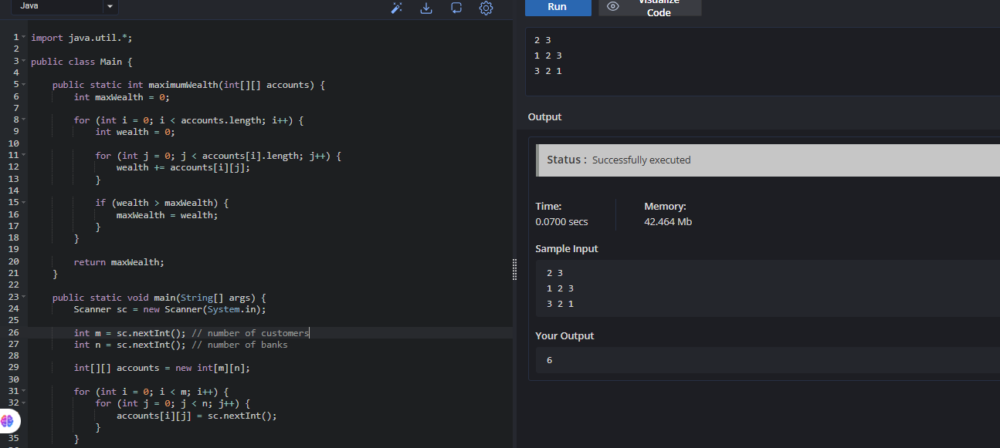 Java
1 import java.util.*;
2
3 public class Main {
4
5 public static int maximumWealth(int[][] accounts) {
6 int maxWealth = 0;
7
8 for (int i = 0; i < accounts.length; i++) {
9 int wealth = 0;
10
11 for (int j = 0; j < accounts[i].length; j++) {
12 wealth += accounts[i][j];
13 }
14
15 if (wealth > maxWealth) {
16 maxWealth = wealth;
17 }
18 }
19
20 return maxWealth;
21 }
22
23 public static void main(String[] args) {
24 Scanner sc = new Scanner(System.in);
25
26 int m = sc.nextInt(); // number of customers
27 int n = sc.nextInt(); // number of banks
28
29 int[][] accounts = new int[m][n];
30
31 for (int i = 0; i < m; i++) {
32 for (int j = 0; j < n; j++) {
accounts[i][j] = sc.nextInt();
}
35 }
Run
Visualize
Code
2 3
1 2 3
3 2 1
Output
Status : Successfully executed
Time:
0.0700 secs
Memory:
42.464 Mb
Sample Input
2 3
1 2 3
3 2 1
Your Output
6